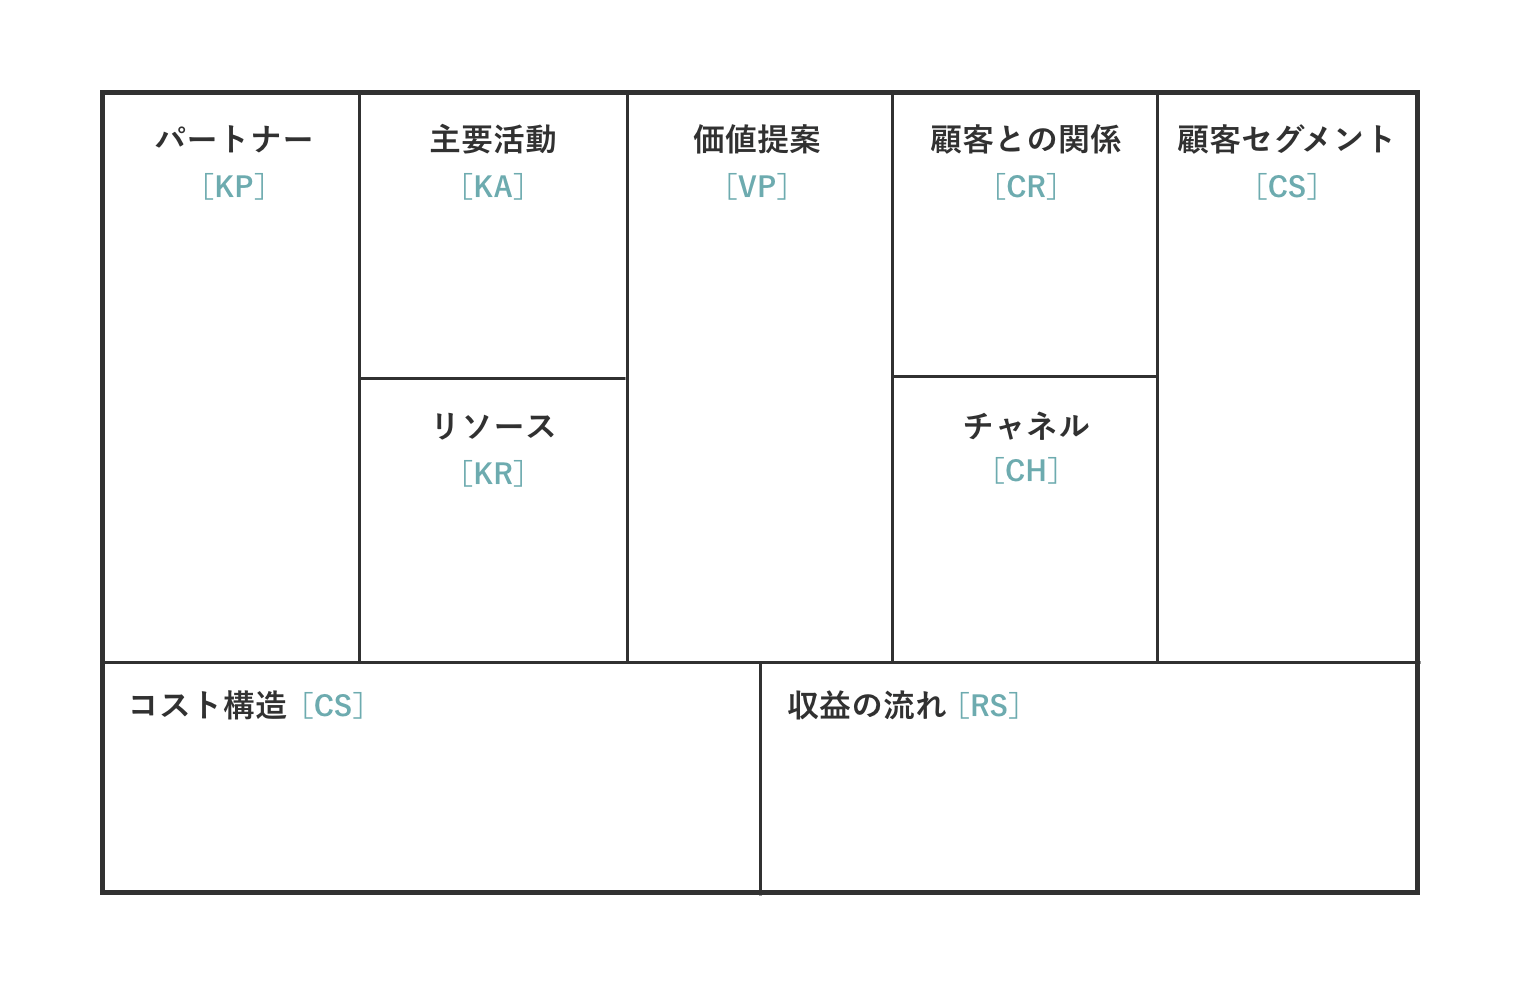 パートナー
［KP］
主要活動
［KA］
価値提案
［VP］
顧客との関係
［CR］
顧客セグメント
［CS］
リソース
［KR］
チャネル
［CH］
コスト構造［CS］
収益の流れ［RS］